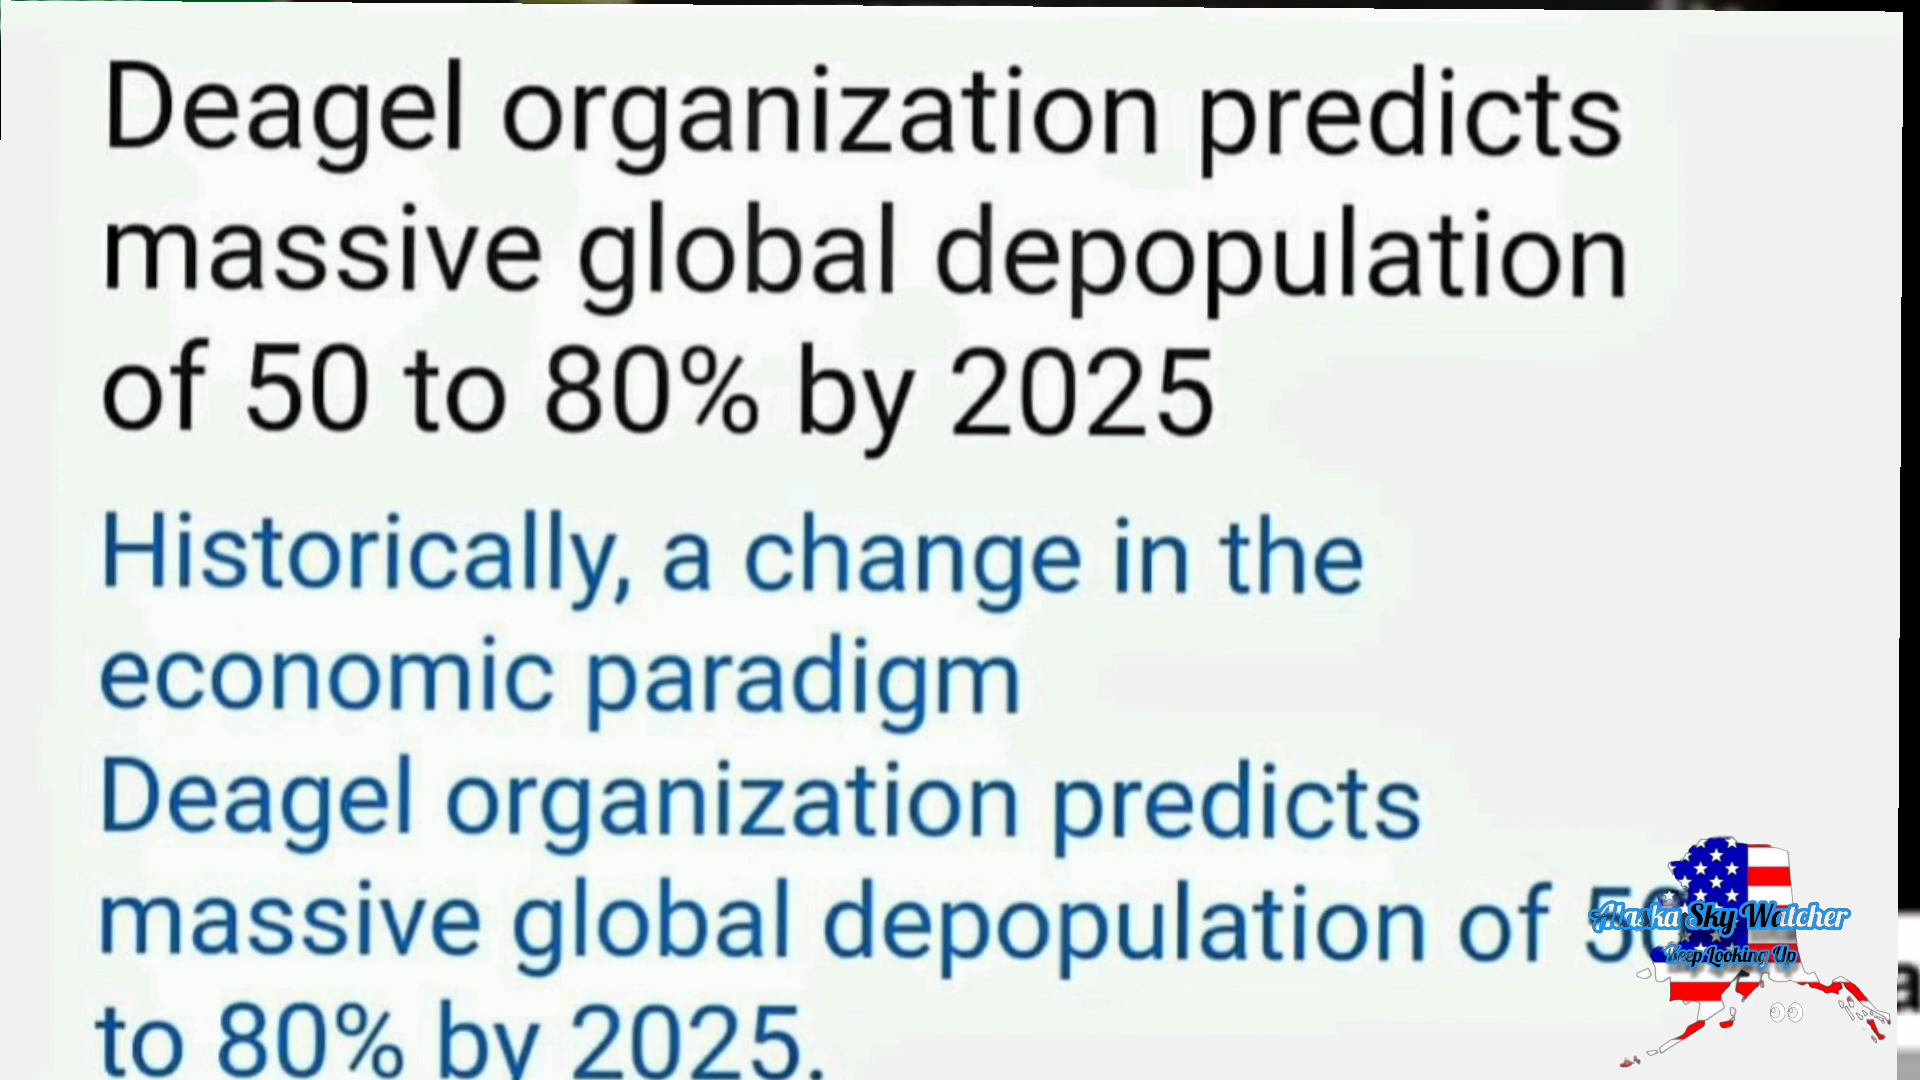 Deagel organization predicts
massive global depopulation
of 50 to 80% by 2025
Historically, a change in the
economic paradigm
Deagel organization predicts
massive global depopulation of 50
to 80% by 2025.
Alaska Sky Watcher
Keep Looking Up